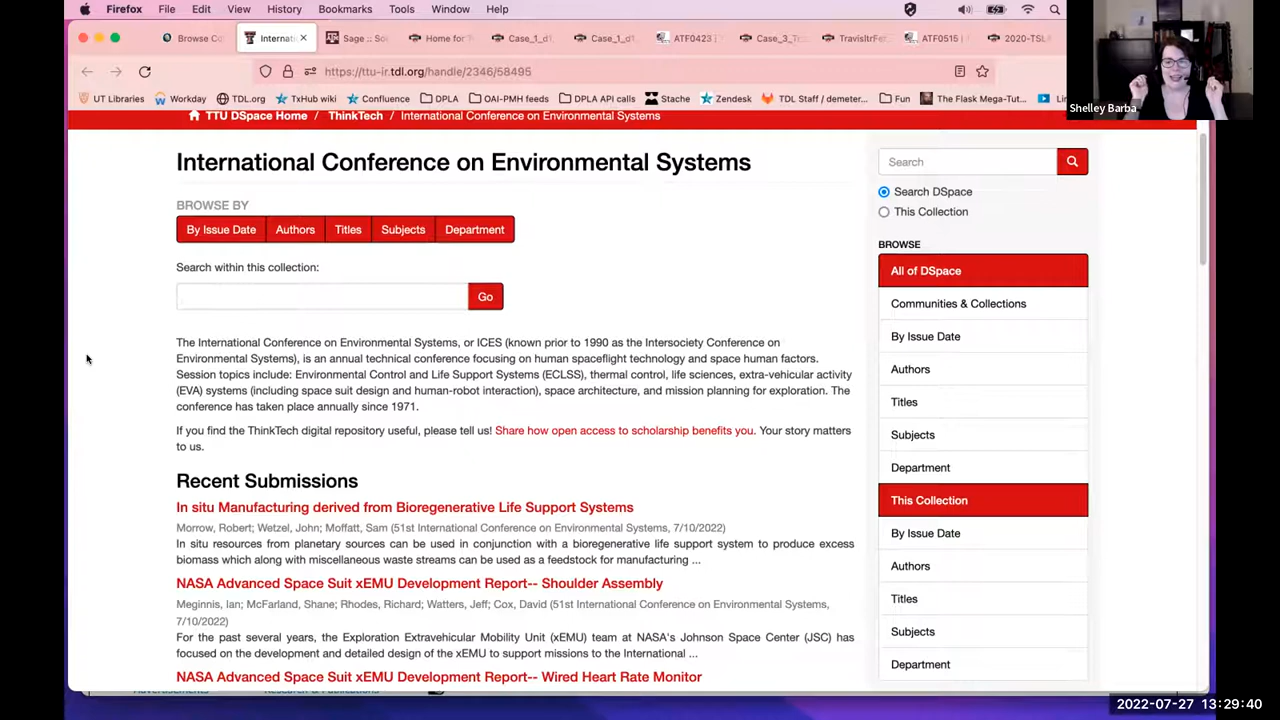 Firefox File Edit View History Bookmarks Tools Window Help
Browse Co
Internati
Sage :: Sou
Home for
Case_1_d1
Case_1_d1
ATF0423 |
Case_3_Tra
TravisItrFe
ATF0515 |
2020-TSL
https://ttu-ir.tdl.org/handle/2346/58495
UT Libraries Workday TDL.org TxHub wiki Confluence DPLA OAI-PMH feeds DPLA API calls Stache Zendesk TDL Staff / demeter... Fun The Flask Mega-Tut...
Shelley Barba
TTU DSpace Home / ThinkTech / International Conference on Environmental Systems
International Conference on Environmental Systems
BROWSE BY
By Issue Date Authors Titles Subjects Department
Search within this collection:
Go
The International Conference on Environmental Systems, or ICES (known prior to 1990 as the Intersociety Conference on
Environmental Systems), is an annual technical conference focusing on human spaceflight technology and space human factors.
Session topics include: Environmental Control and Life Support Systems (ECLSS), thermal control, life sciences, extra-vehicular activity
(EVA) systems (including space suit design and human-robot interaction), space architecture, and mission planning for exploration. The
conference has taken place annually since 1971.
If you find the ThinkTech digital repository useful, please tell us! Share how open access to scholarship benefits you. Your story matters
to us.
Recent Submissions
In situ Manufacturing derived from Bioregenerative Life Support Systems
Morrow, Robert; Wetzel, John; Moffatt, Sam (51st International Conference on Environmental Systems, 7/10/2022)
In situ resources from planetary sources can be used in conjunction with a bioregenerative life support system to produce excess
biomass which along with miscellaneous waste streams can be used as a feedstock for manufacturing ...
NASA Advanced Space Suit xEMU Development Report-- Shoulder Assembly
Meginnis, Ian; McFarland, Shane; Rhodes, Richard; Watters, Jeff; Cox, David (51st International Conference on Environmental Systems,
7/10/2022)
For the past several years, the Exploration Extravehicular Mobility Unit (xEMU) team at NASA's Johnson Space Center (JSC) has
focused on the development and detailed design of the xEMU to support missions to the International ...
NASA Advanced Space Suit xEMU Development Report-- Wired Heart Rate Monitor
Search
Search DSpace
This Collection
BROWSE
All of DSpace
Communities & Collections
By Issue Date
Authors
Titles
Subjects
Department
This Collection
By Issue Date
Authors
Titles
Subjects
Department
2022-07-27 13:29:40